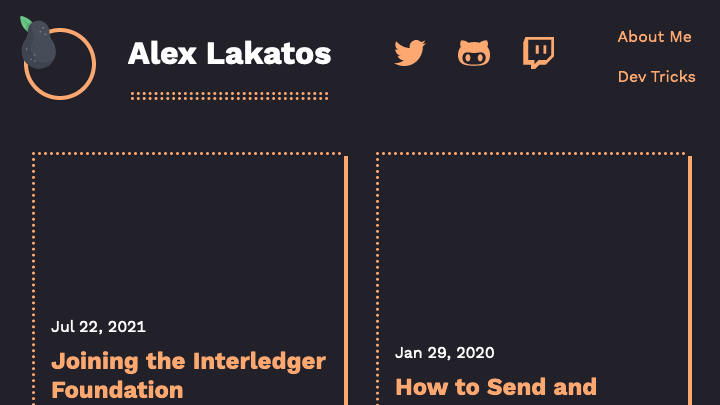 Alex Lakatos
About Me
Dev Tricks
Jul 22, 2021
Joining the Interledger
Foundation
Jan 29, 2020
How to Send and